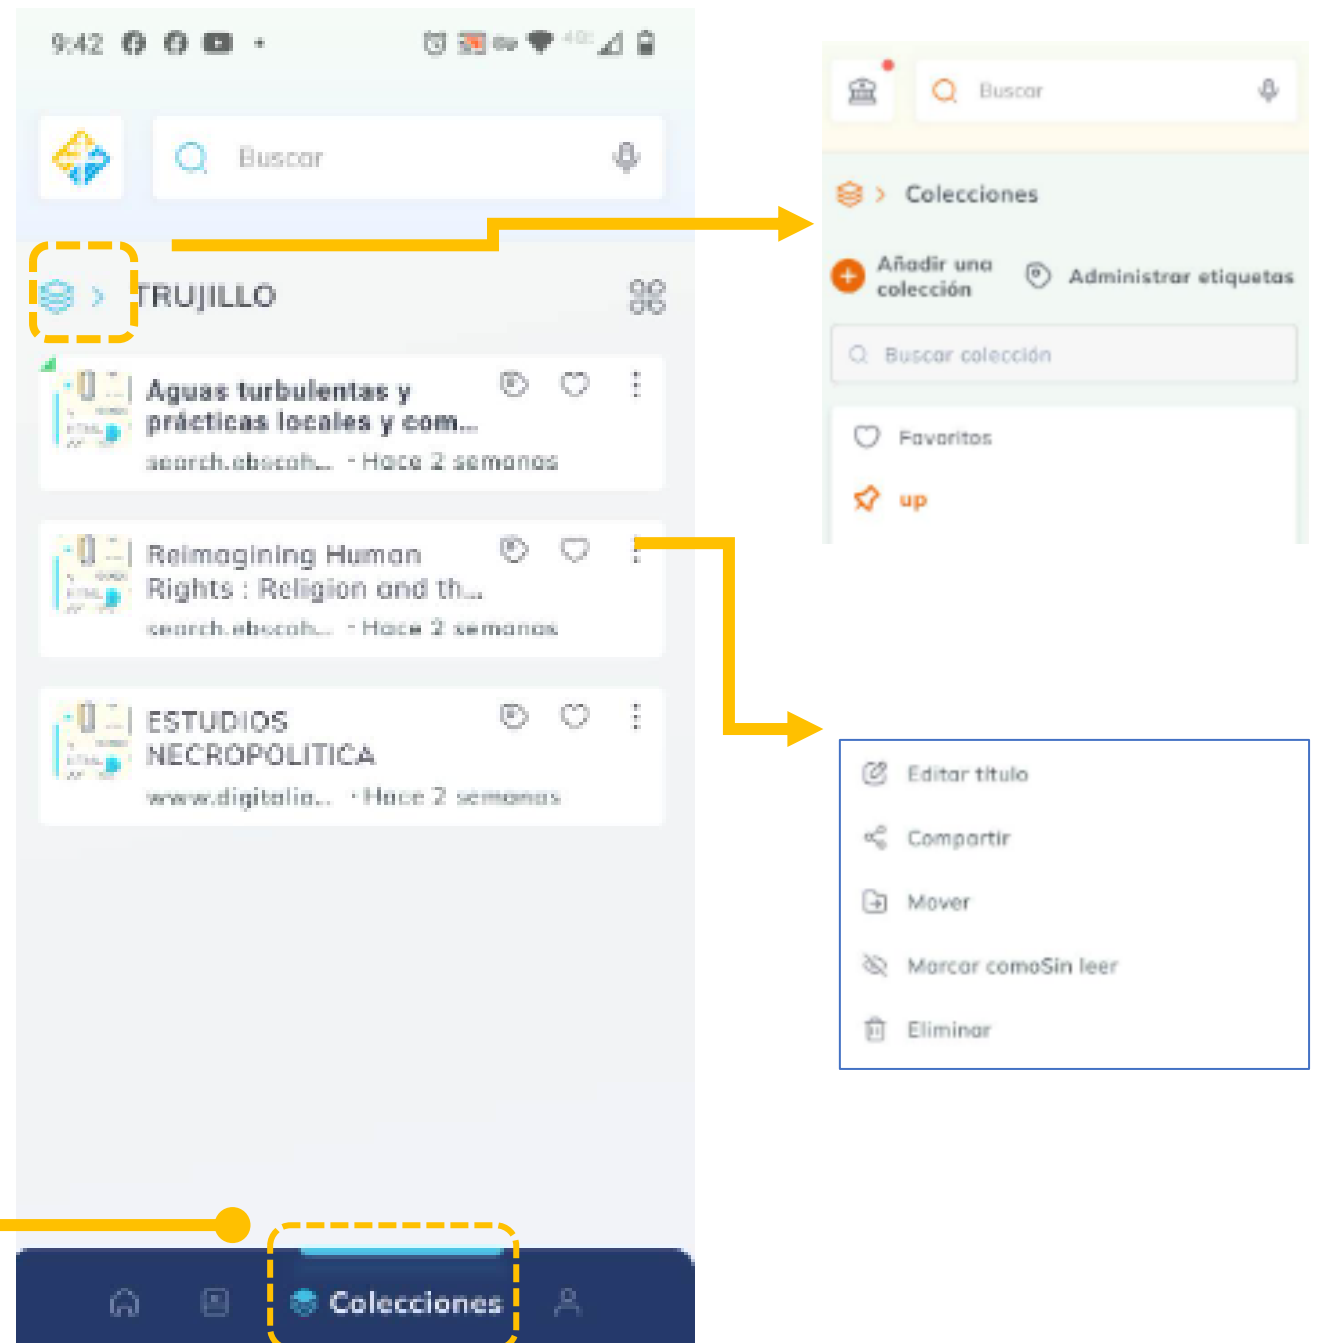 9:42
Buscar
TRUJILLO
Aguas turbulentas y
prácticas locales y com...
search.ebscoh... · Hace 2 semanas
Reimagining Human
Rights : Religion and th...
search.ebscoh... · Hace 2 semanas
ESTUDIOS
NECROPOLITICA
www.digitalia... · Hace 2 semanas
Colecciones
Buscar
Colecciones
Añadir una
colección
Administrar etiquetas
Buscar colección
Favoritos
up
Editar título
Compartir
Mover
Marcar comoSin leer
Eliminar